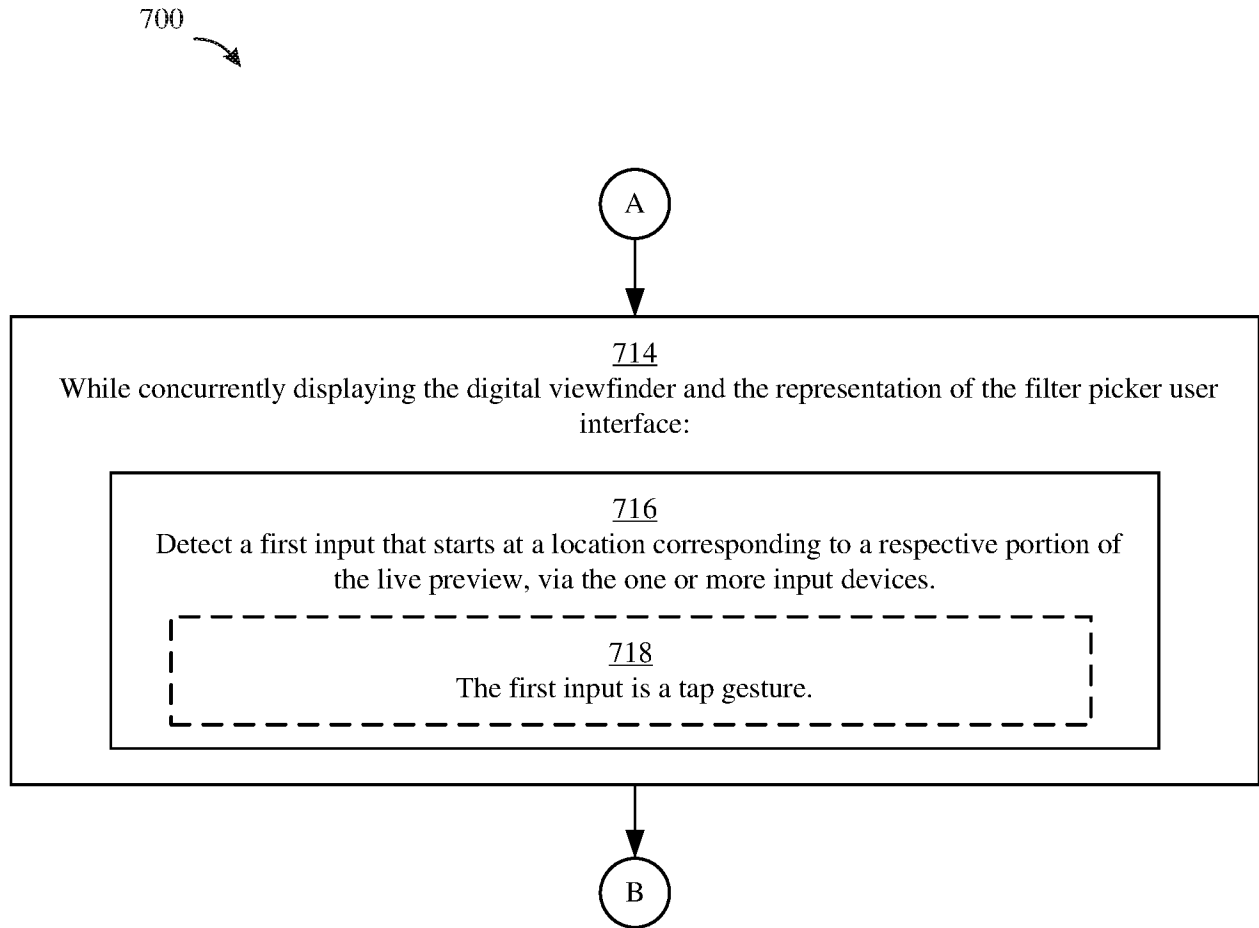 700
A
714
While concurrently displaying the digital viewfinder and the representation of the filter picker user
interface:
716
Detect a first input that starts at a location corresponding to a respective portion of
the live preview, via the one or more input devices.
718
The first input is a tap gesture.
B